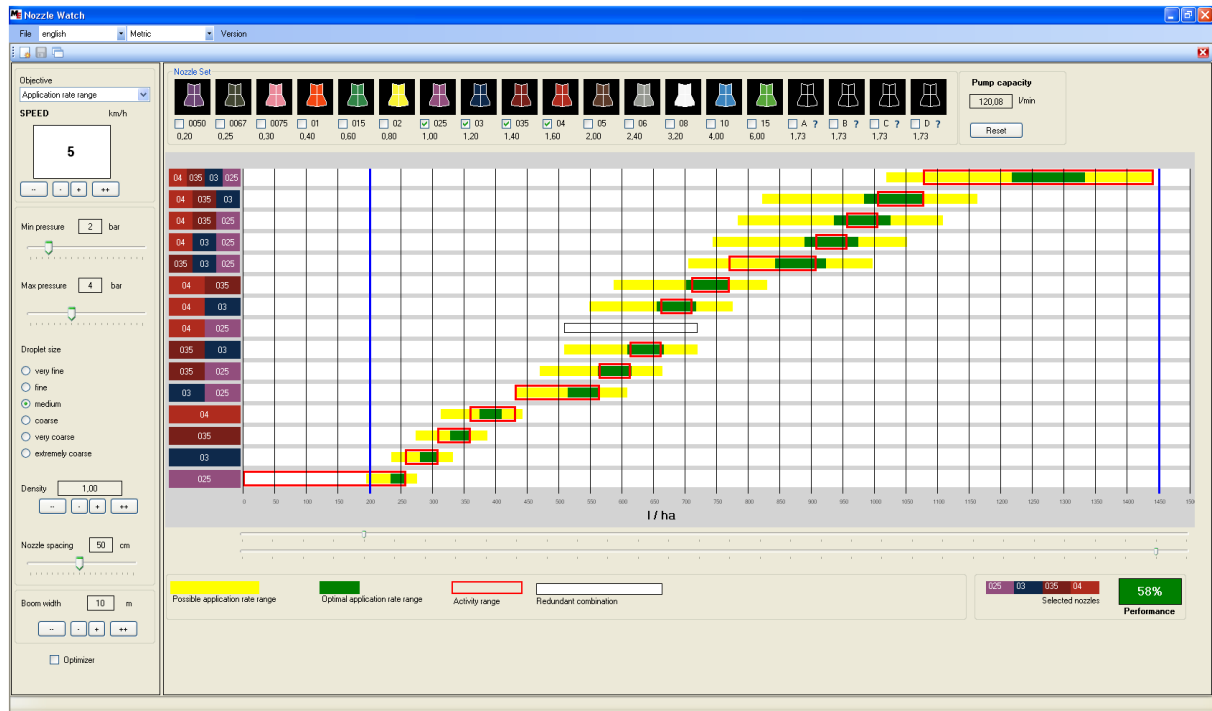 Nozzle Watch
File english Metric Version
Objective
Application rate range
SPEED km/h
5
-- - + ++
Min pressure 2 bar
Max pressure 4 bar
Droplet size
very fine
fine
medium
coarse
very coarse
extremely coarse
Density 1,00
-- - + ++
Nozzle spacing 50 cm
Boom width 10 m
-- - + ++
Optimizer
Nozzle Set
0050 0067 0075 01 015 02 025 03 035 04 05 06 08 10 15 A ? B ? C ? D ?
0,20 0,25 0,30 0,40 0,60 0,80 1,00 1,20 1,40 1,60 2,00 2,40 3,20 4,00 6,00 1,73 1,73 1,73 1,73
Pump capacity
120,08 l/min
Reset
04 035 03 025
04 035 03
04 035 025
04 03 025
035 03 025
04 035
04 03
04 025
035 03
035 025
03 025
04
035
03
025
0 50 100 150 200 250 300 350 400 450 500 550 600 650 700 750 800 850 900 950 1000 1050 1100 1150 1200 1250 1300 1350 1400 1450 1500
l / ha
Possible application rate range
Optimal application rate range
Activity range
Redundant combination
025 03 035 04
Selected nozzles
58%
Performance